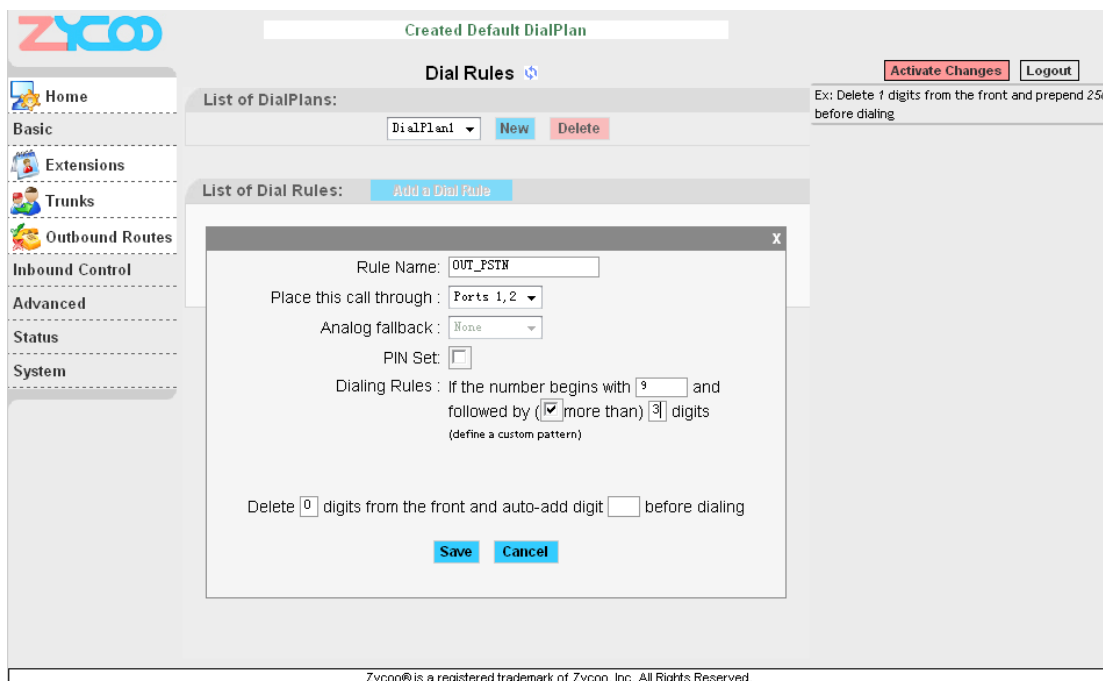 ZYCOO
Created Default DialPlan
Dial Rules
Activate Changes Logout
Ex: Delete 1 digits from the front and prepend
before dialing
Home
Basic
Extensions
Trunks
Outbound Routes
Inbound Control
Advanced
Status
System
List of DialPlans:
DialPlan1 New Delete
List of Dial Rules: Add a Dial Rule
X
Rule Name: OUT_PSTN
Place this call through : Ports 1,2
Analog fallback : None
PIN Set:
Dialing Rules : If the number begins with 9 and
followed by ( more than) 3 digits
(define a custom pattern)
Delete 0 digits from the front and auto-add digit before dialing
Save Cancel
Zycoo® is a registered trademark of Zycoo, Inc. All Rights Reserved